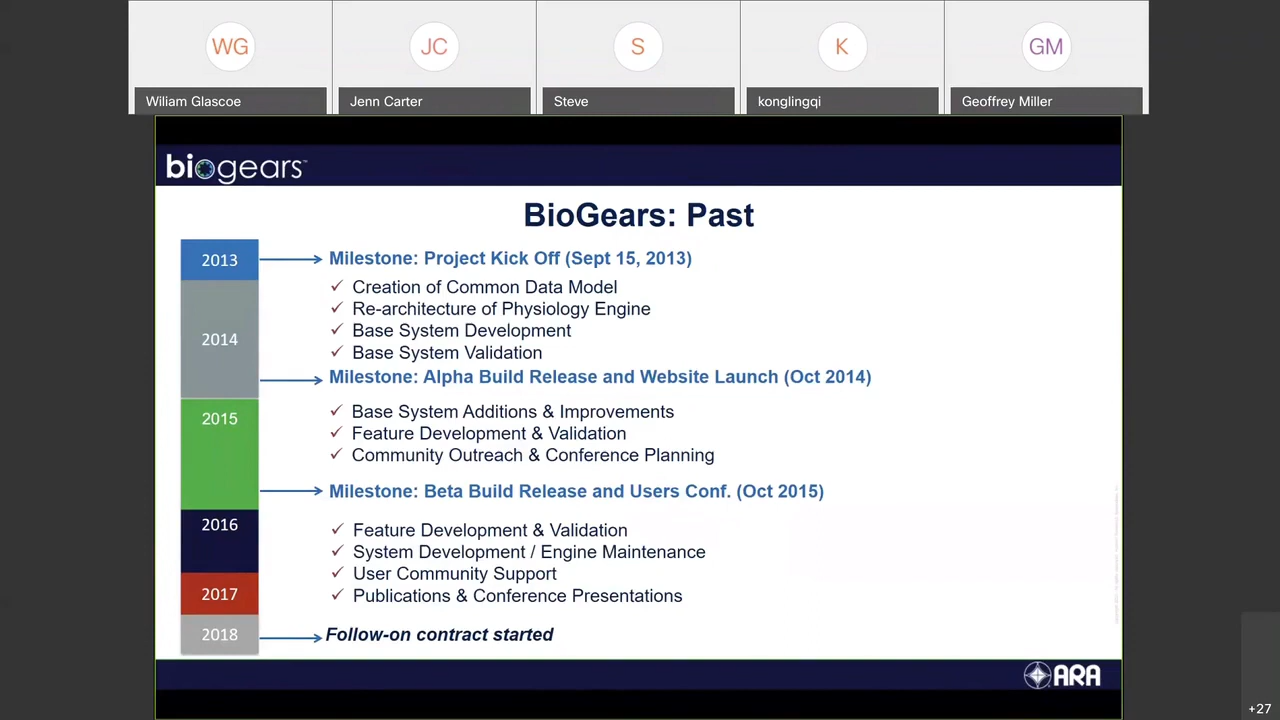 WG
JC
S
K
GM
Wiliam Glascoe
Jenn Carter
Steve
konglingqi
Geoffrey Miller
biogears™
BioGears: Past
2013
Milestone: Project Kick Off (Sept 15, 2013)
✓ Creation of Common Data Model
✓ Re-architecture of Physiology Engine
✓ Base System Development
2014
✓ Base System Validation
Milestone: Alpha Build Release and Website Launch (Oct 2014)
✓ Base System Additions & Improvements
2015
✓ Feature Development & Validation
✓ Community Outreach & Conference Planning
Milestone: Beta Build Release and Users Conf. (Oct 2015)
2016
✓ Feature Development & Validation
✓ System Development / Engine Maintenance
✓ User Community Support
2017
✓ Publications & Conference Presentations
2018
Follow-on contract started
ARA
+27